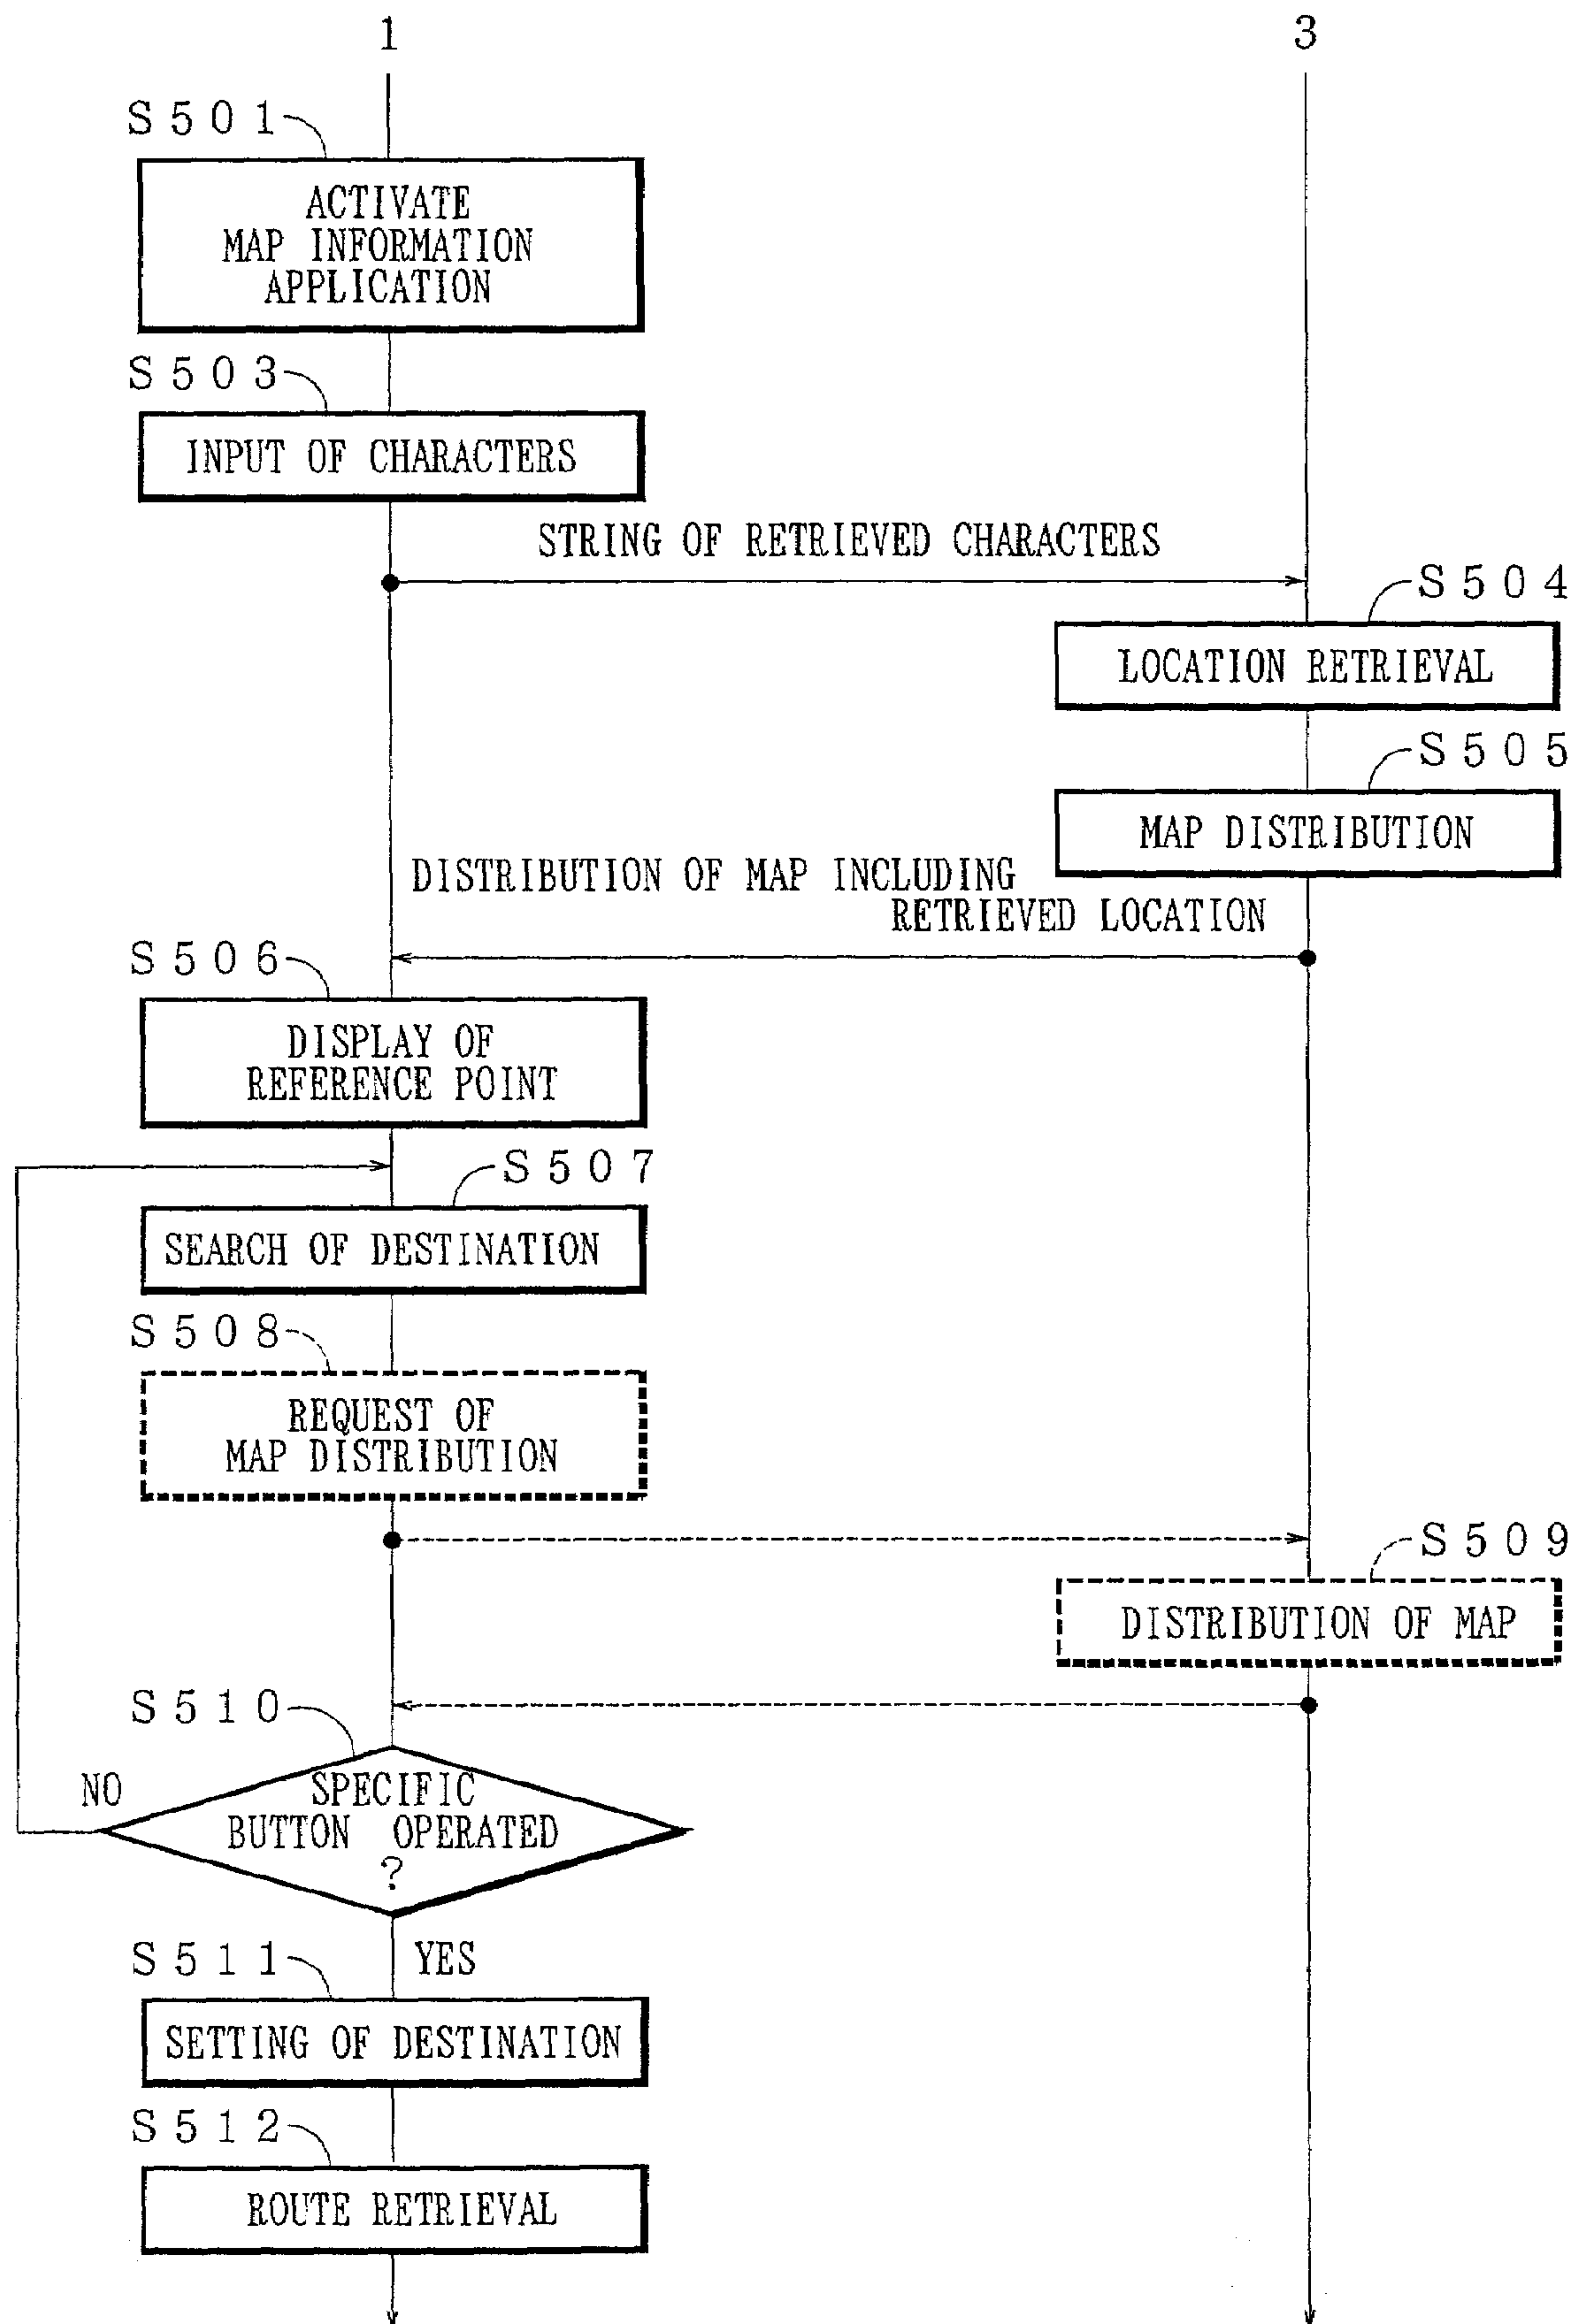 1
3
S501
ACTIVATE
MAP INFORMATION
APPLICATION
S503
INPUT OF CHARACTERS
STRING OF RETRIEVED CHARACTERS
S504
LOCATION RETRIEVAL
S505
MAP DISTRIBUTION
DISTRIBUTION OF MAP INCLUDING
RETRIEVED LOCATION
S506
DISPLAY OF
REFERENCE POINT
S507
SEARCH OF DESTINATION
S508
REQUEST OF
MAP DISTRIBUTION
S509
DISTRIBUTION OF MAP
S510
NO
SPECIFIC
BUTTON OPERATED
?
YES
S511
SETTING OF DESTINATION
S512
ROUTE RETRIEVAL